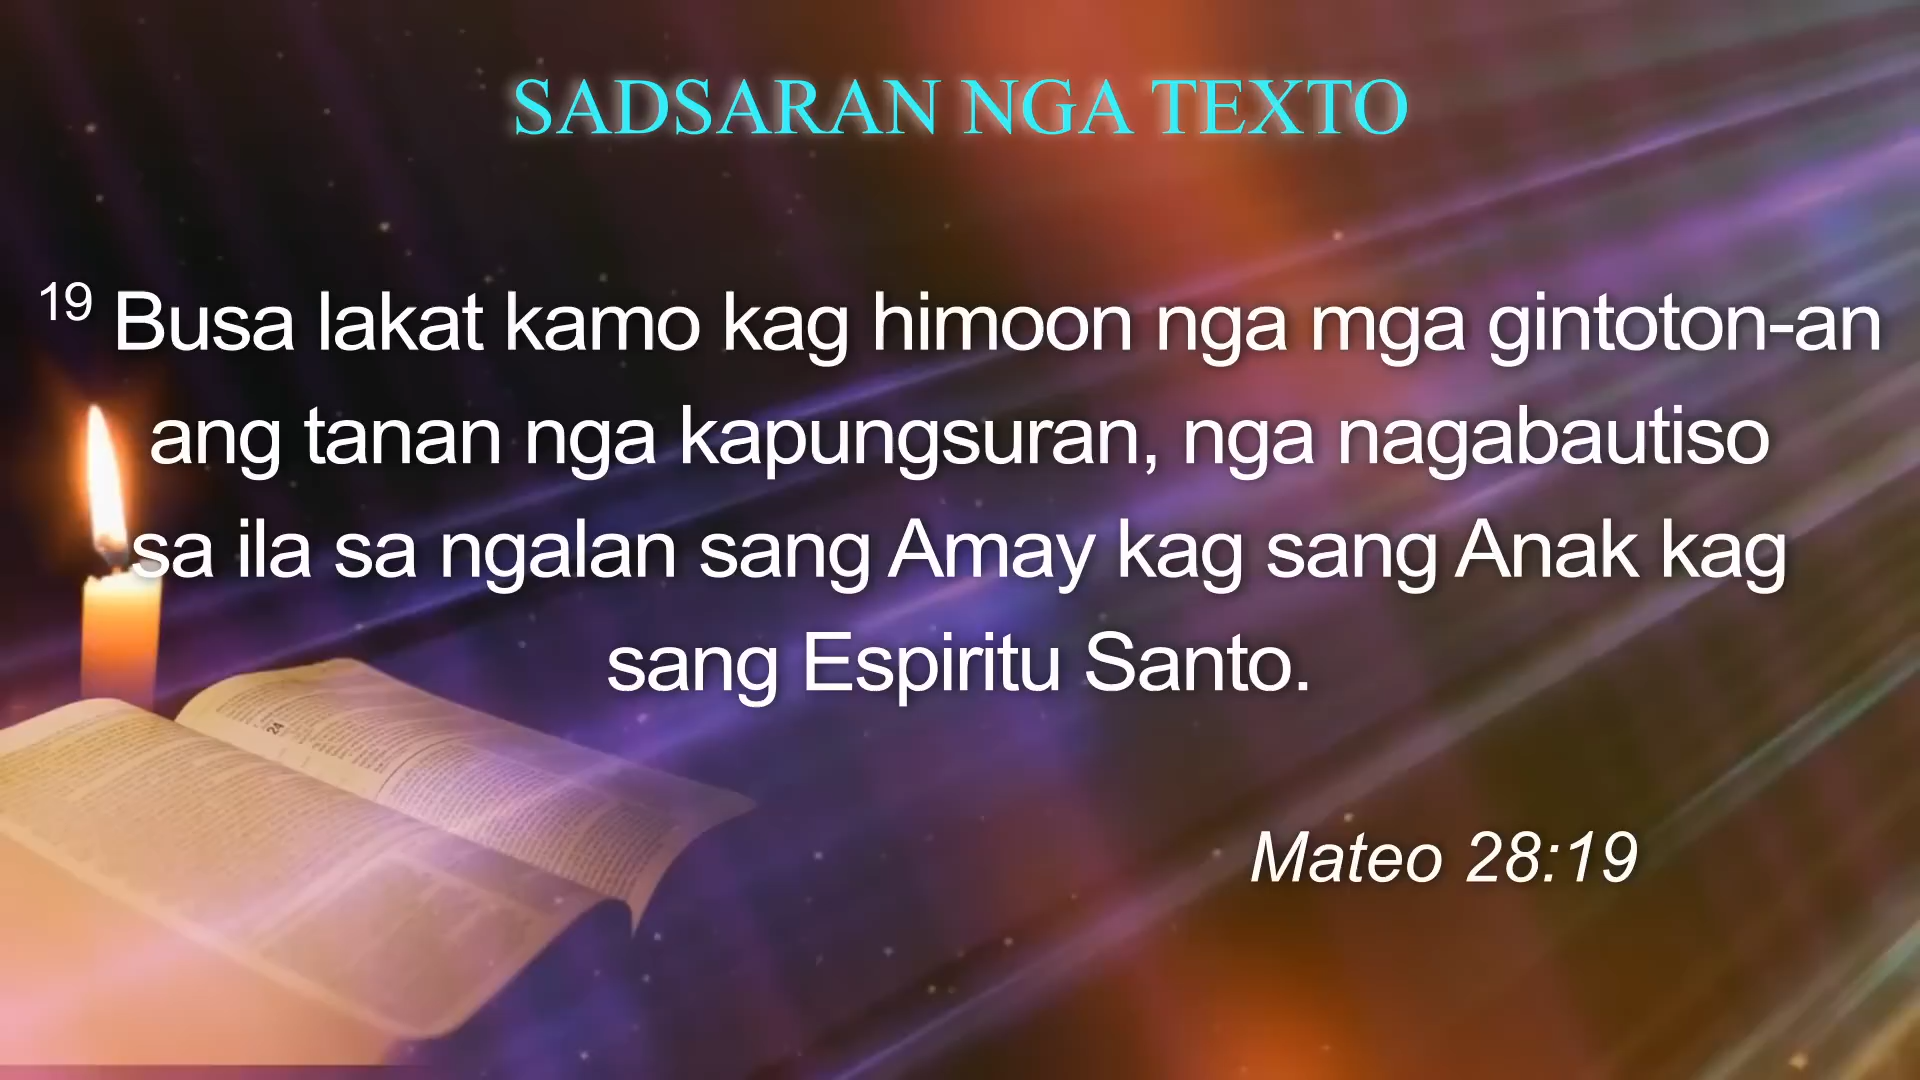 SADSARAN NGA TEXTO
19 Busa lakat kamo kag himoon nga mga gintoton-an
ang tanan nga kapungsuran, nga nagabautiso
sa ila sa ngalan sang Amay kag sang Anak kag
sang Espiritu Santo.
Mateo 28:19